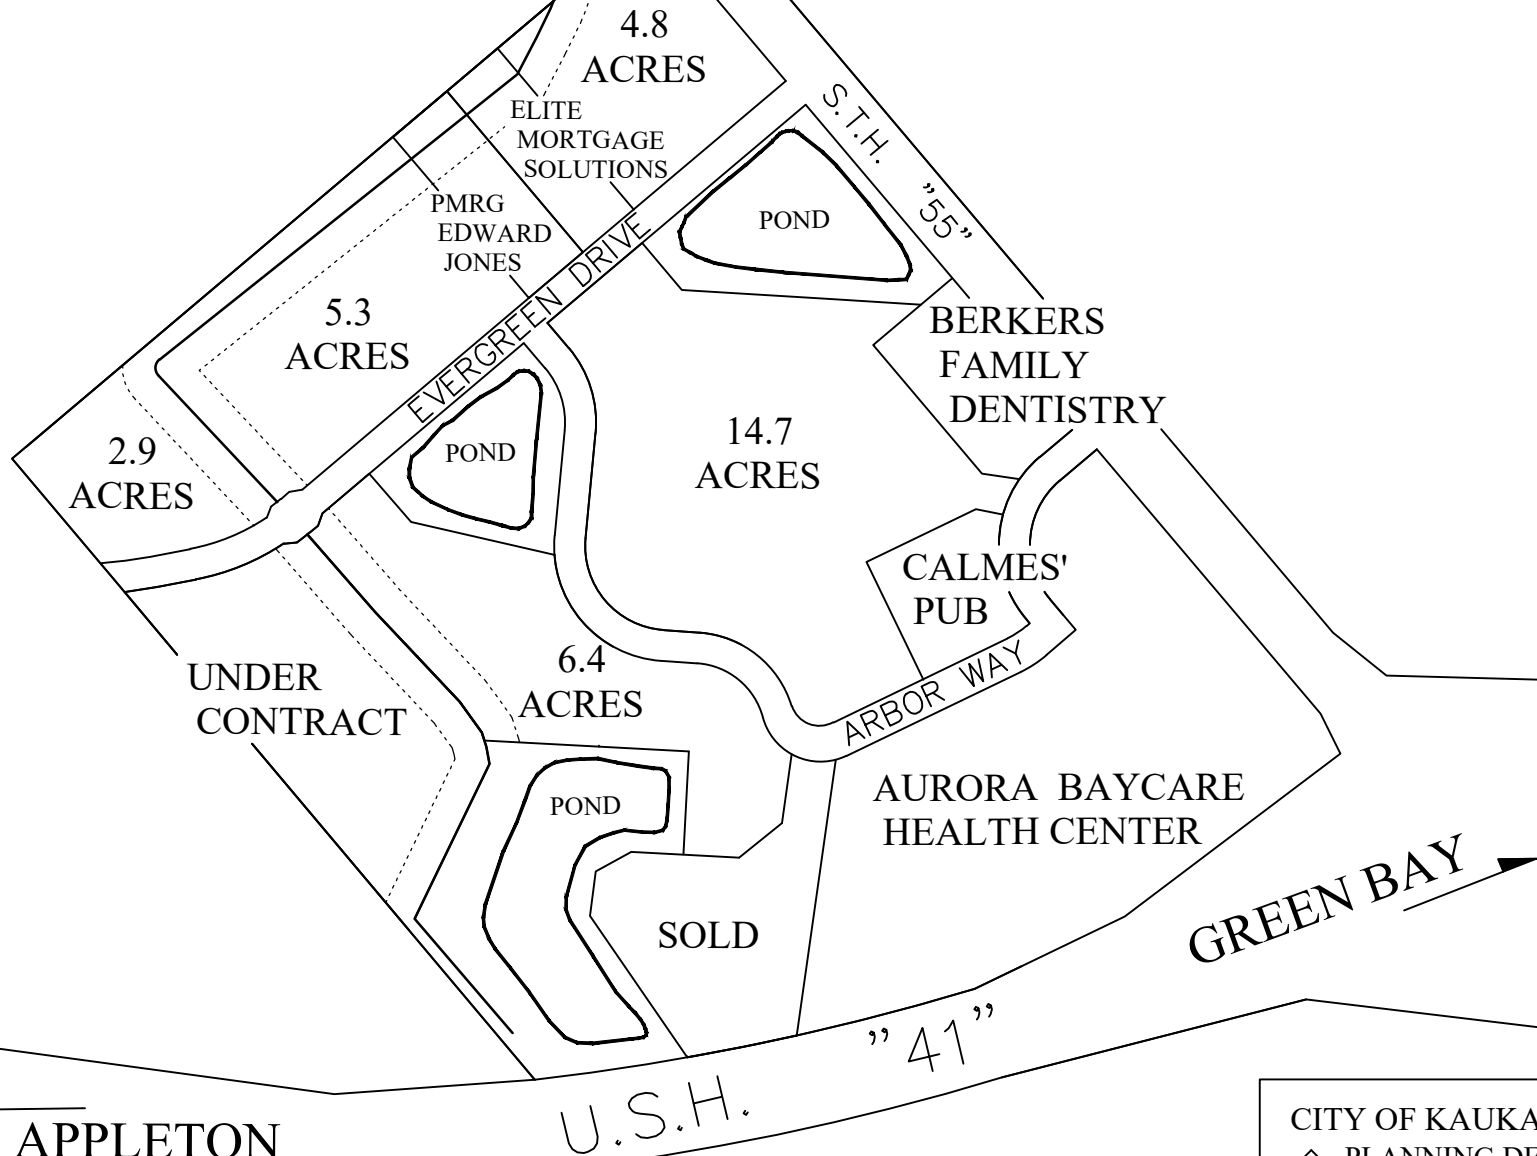 4.8
ACRES
S.T.H. "55"
ELITE
MORTGAGE
SOLUTIONS
PMRG
EDWARD
JONES
POND
EVERGREEN DRIVE
5.3
ACRES
BERKERS
FAMILY
DENTISTRY
2.9
ACRES
POND
14.7
ACRES
CALMES'
PUB
6.4
ACRES
ARBOR WAY
UNDER
CONTRACT
POND
AURORA BAYCARE
HEALTH CENTER
SOLD
GREEN BAY
U.S.H. "41"
APPLETON
CITY OF KAUKA